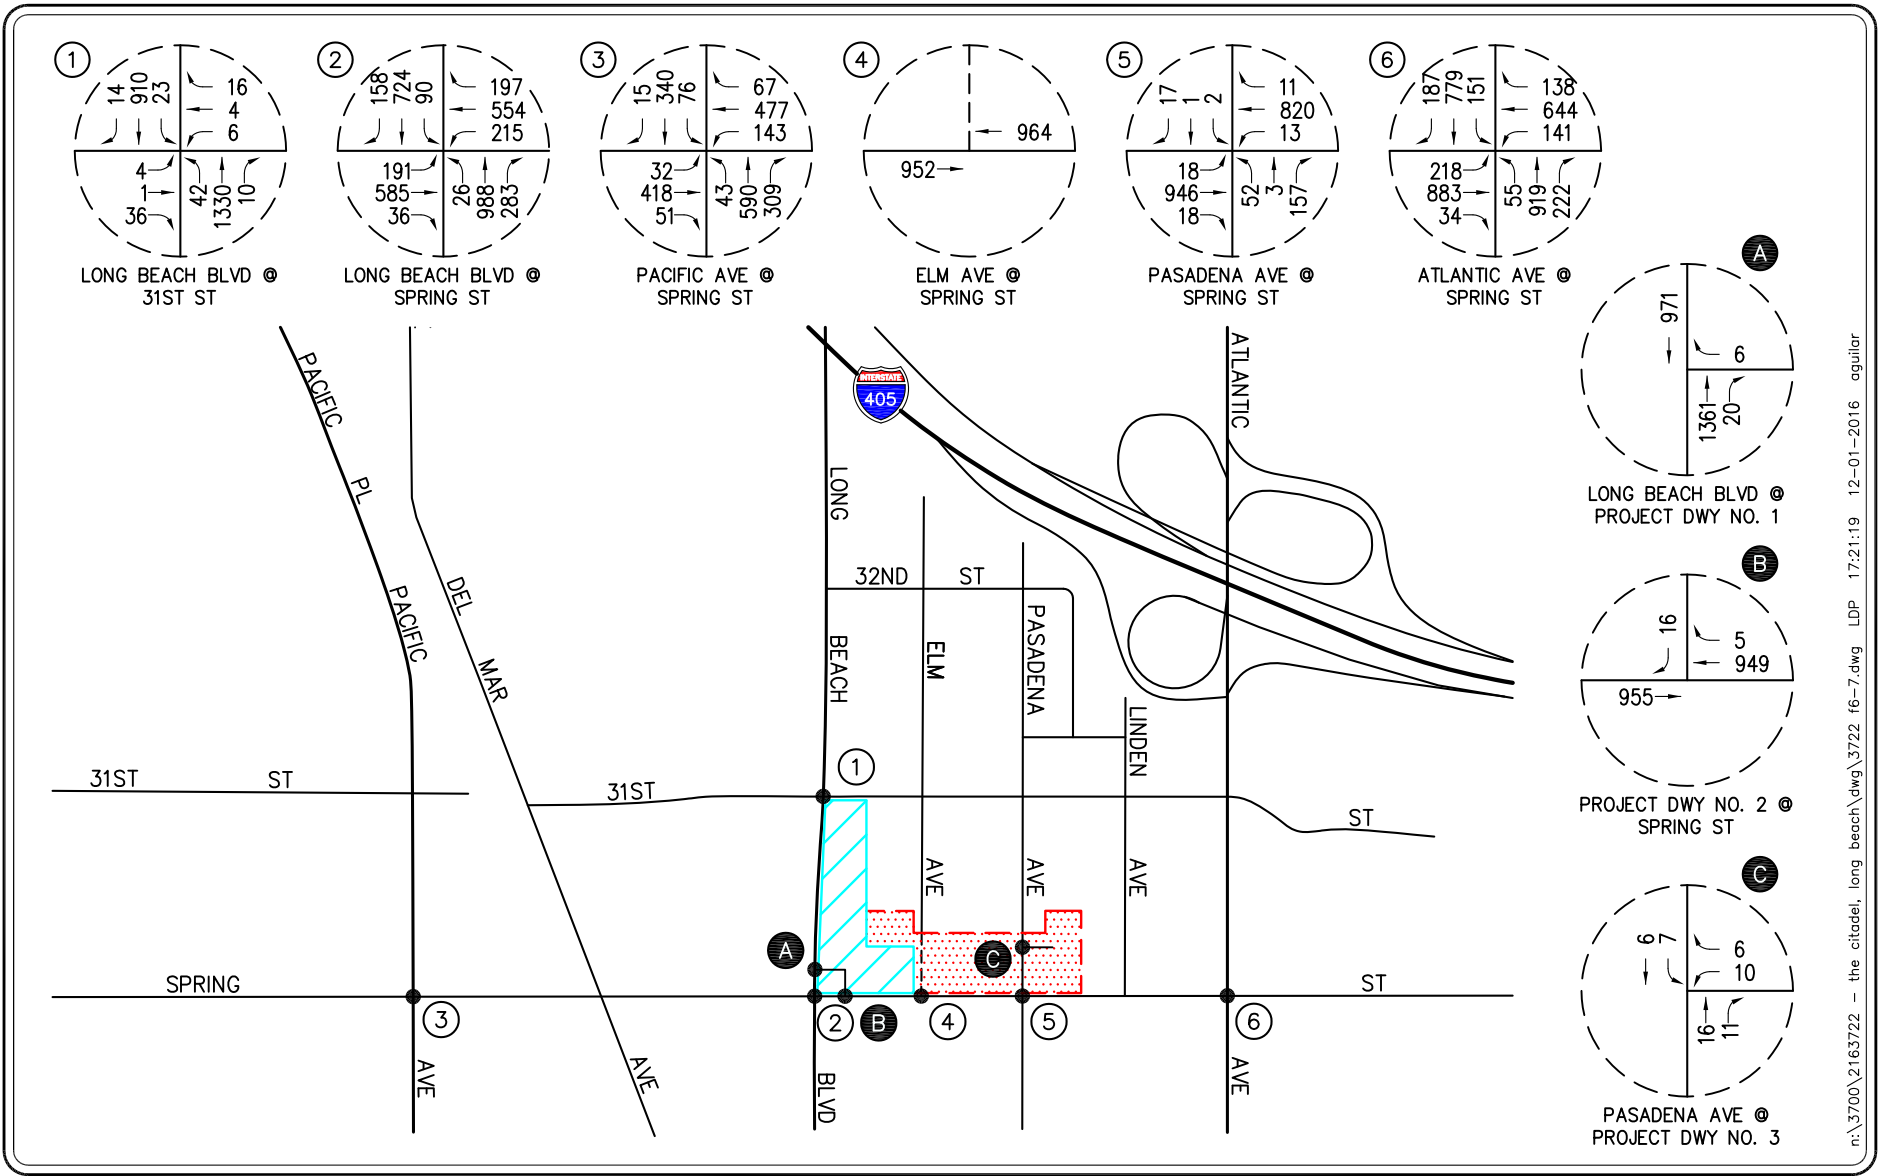 1
14 910 23
16
4
6
4
1
36
42 1330 10
LONG BEACH BLVD @
31ST ST
2
158 724 90
197
554
215
191
585
36
26 988 283
LONG BEACH BLVD @
SPRING ST
3
15 340 76
67
477
143
32
418
51
43 590 309
PACIFIC AVE @
SPRING ST
4
964
952
ELM AVE @
SPRING ST
5
17 1 2
11
820
13
18
946
18
52 3 157
PASADENA AVE @
SPRING ST
6
187 779 151
138
644
141
218
883
34
55 919 222
ATLANTIC AVE @
SPRING ST
A
971
6
1361 20
LONG BEACH BLVD @
PROJECT DWY NO. 1
B
16
5
949
955
PROJECT DWY NO. 2 @
SPRING ST
C
6 7
6
10
16 11
PASADENA AVE @
PROJECT DWY NO. 3
PACIFIC PL
PACIFIC AVE
DEL MAR AVE
INTERSTATE
405
LONG BEACH BLVD
ATLANTIC AVE
32ND ST
ELM AVE
PASADENA AVE
LINDEN AVE
31ST ST
31ST ST
1
A
C
SPRING ST
3
2
B
4
5
6
n:\3700\2163722 - the citadel, long beach\dwg\3722 f6-7.dwg LDP 17:21:19 12-01-2016 aguilar